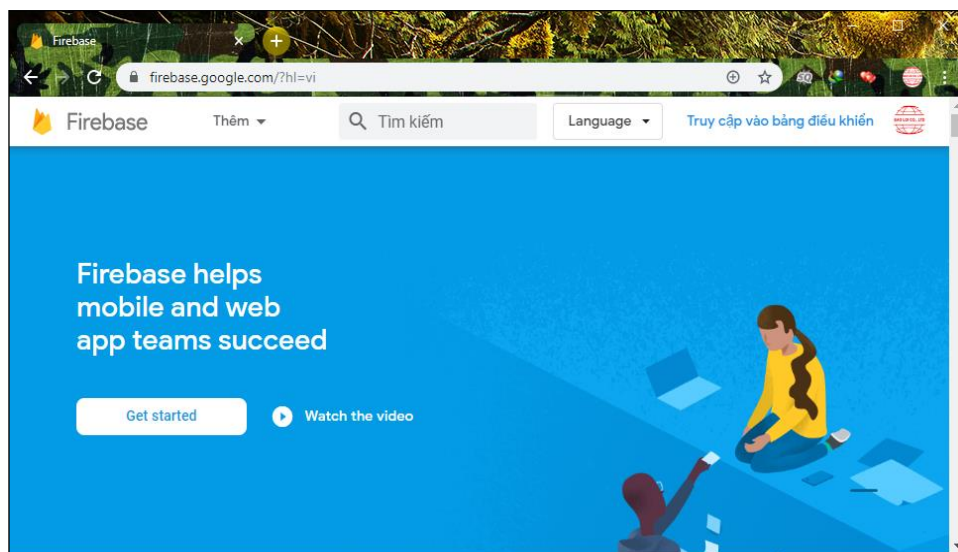 Firebase
firebase.google.com/?hl=vi
Firebase Thêm Tìm kiếm Language Truy cập vào bảng điều khiển
Firebase helps
mobile and web
app teams succeed
Get started Watch the video